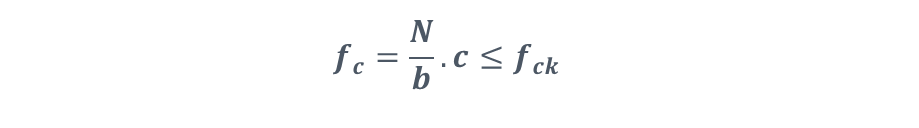 f_c = N/b . c ≤ f_ck